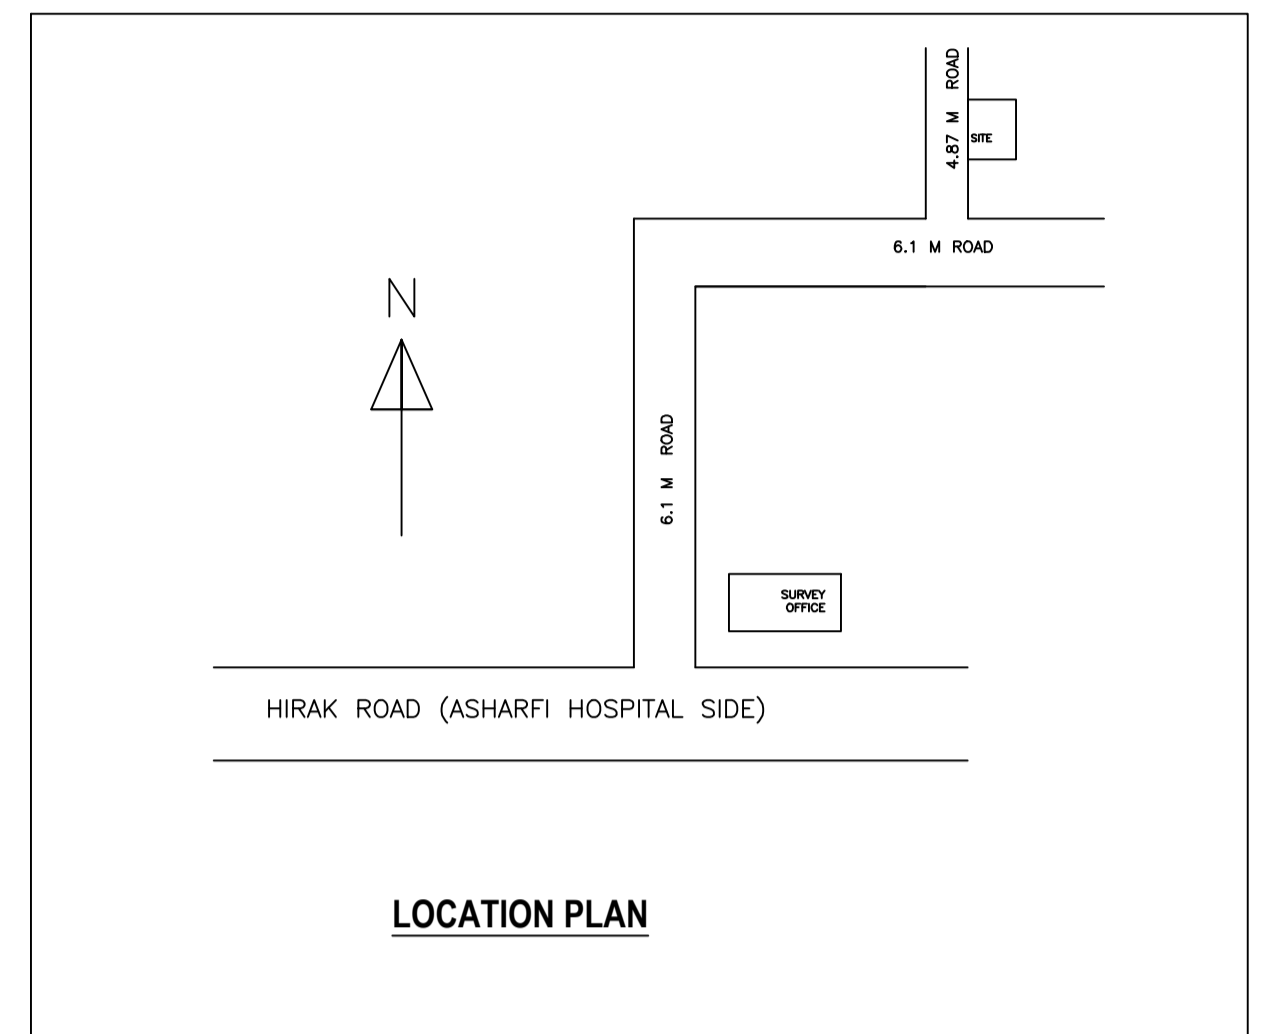 4.87 M ROAD
SITE
6.1 M ROAD
N
6.1 M ROAD
SURVEY
OFFICE
HIRAK ROAD (ASHARFI HOSPITAL SIDE)
LOCATION PLAN